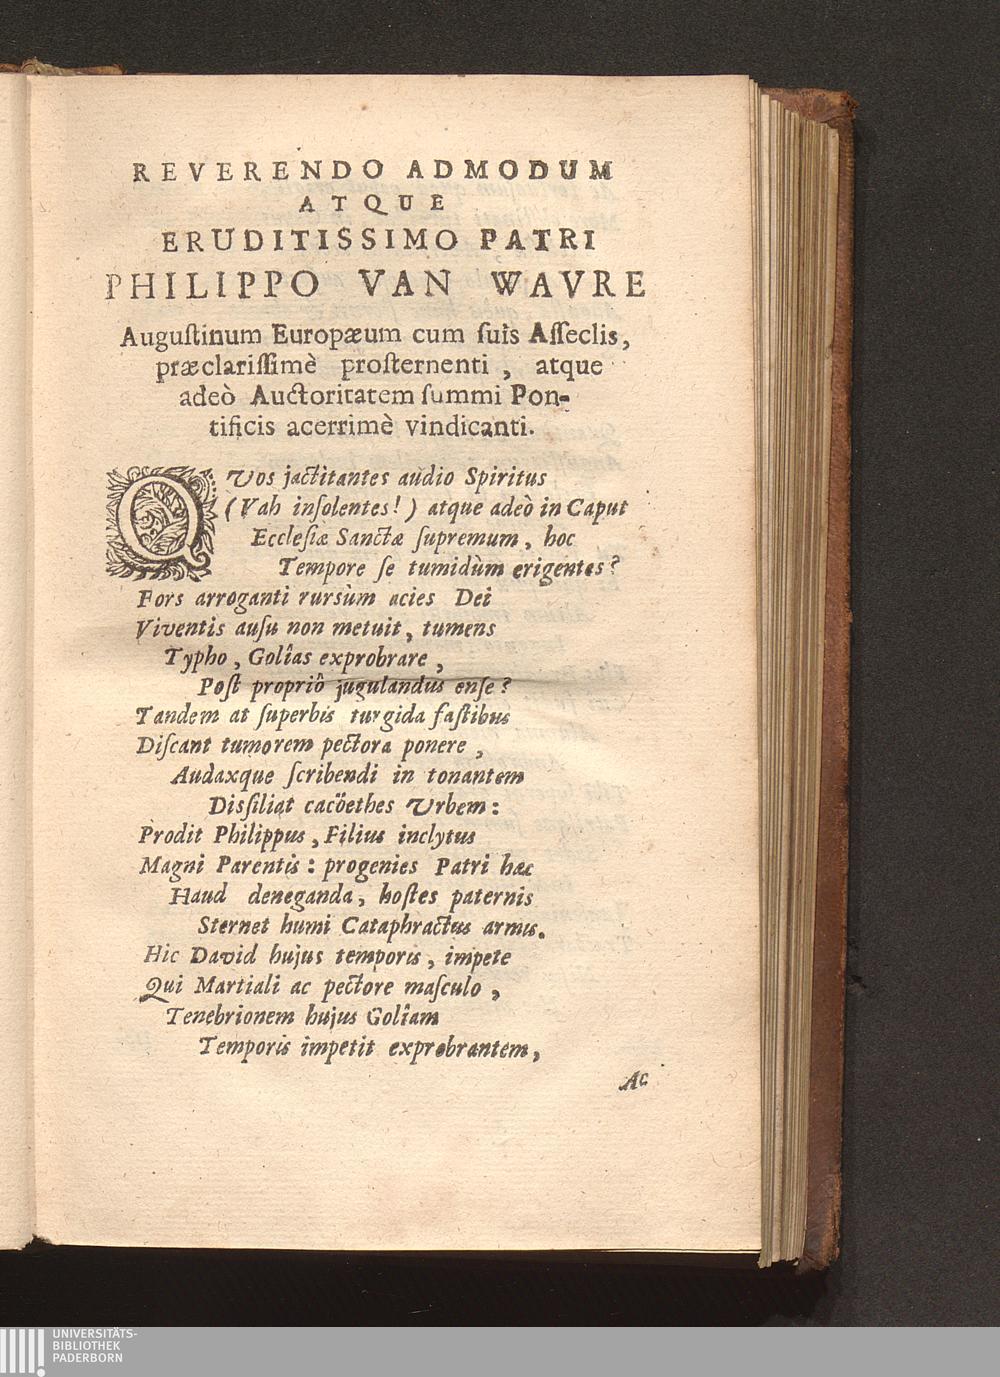 REVERENDO ADMODUM
ATQUE
ERUDITISSIMO PATRI
PHILIPPO VAN WAVRE
Auguſtinum Europæum cum ſuis Aſſeclis,
præclariſſimè proſternenti, atque
adeò Auctoritatem ſummi Pon-
tificis acerrimè vindicanti.
QVos jactitantes audio Spiritus
(Vah inſolentes!) atque adeò in Caput
Eccleſiæ Sanctæ ſupremum, hoc
Tempore ſe tumidùm erigentes?
Fors arroganti rursùm acies Dei
Viventis auſu non metuit, tumens
Typho, Golîas exprobrare,
Poſt propriô jugulandus enſe?
Tandem at ſuperbis turgida faſtibus
Diſcant tumorem pectora ponere,
Audaxque ſcribendi in tonantem
Disſiliat cacöethes Urbem:
Prodit Philippus, Filius inclytus
Magni Parentis: progenies Patri hæc
Haud deneganda, hoſtes paternis
Sternet humi Cataphractus armis.
Hic David hujus temporis, impete
Qui Martiali ac pectore maſculo,
Tenebrionem hujus Golîam
Temporis impetit exprobrantem,
Ac
UNIVERSITÄTS-
BIBLIOTHEK
PADERBORN